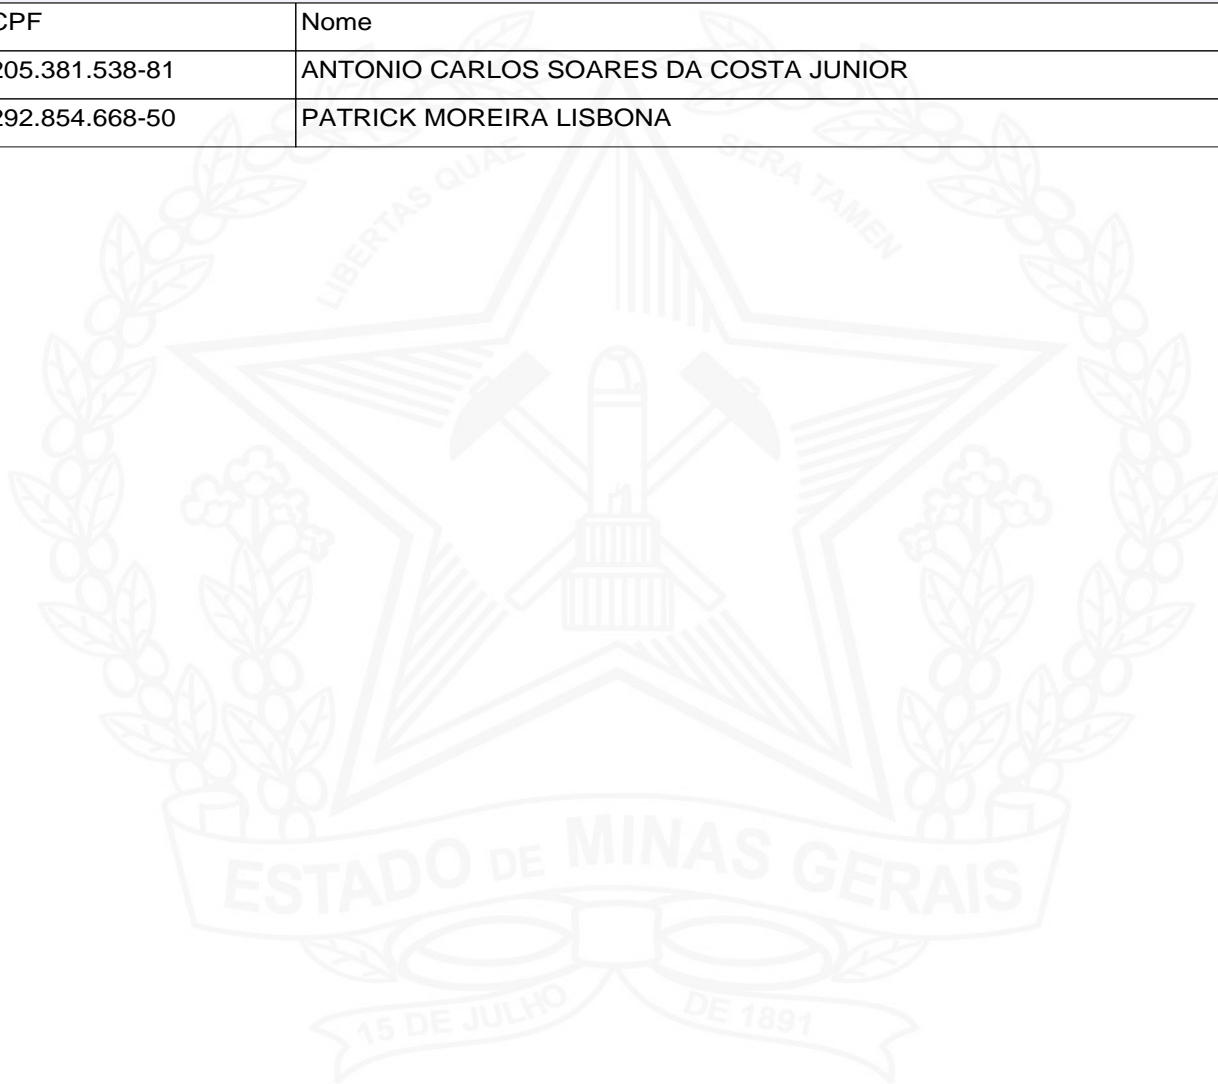 CPF Nome
205.381.538-81 ANTONIO CARLOS SOARES DA COSTA JUNIOR
292.854.668-50 PATRICK MOREIRA LISBONA
LIBERTAS QUAE SERA TAMEN
ESTADO DE MINAS GERAIS
15 DE JULHO DE 1891